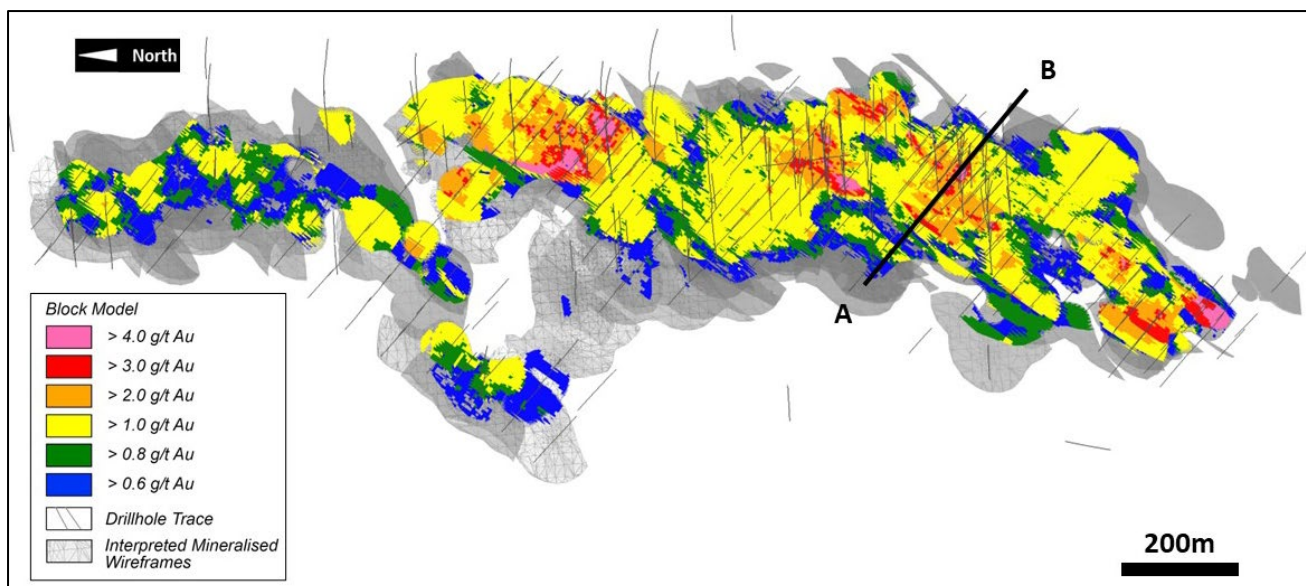 North
B
A
Block Model
> 4.0 g/t Au
> 3.0 g/t Au
> 2.0 g/t Au
> 1.0 g/t Au
> 0.8 g/t Au
> 0.6 g/t Au
Drillhole Trace
Interpreted Mineralised
Wireframes
200m